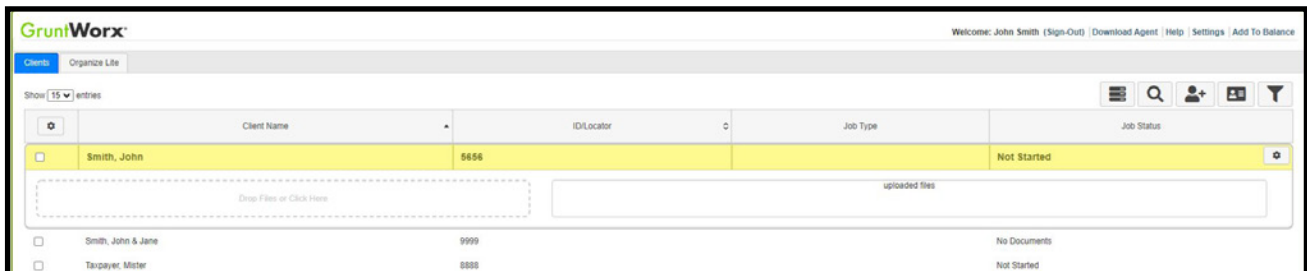 GruntWorx
Welcome: John Smith (Sign-Out) | Download Agent | Help | Settings | Add To Balance
Clients Organize Lite
Show 15 entries
Client Name ID/Locator Job Type Job Status
Smith, John 5656 Not Started
Drop Files or Click Here uploaded files
Smith, John & Jane 9999 No Documents
Taxpayer, Mister 8888 Not Started